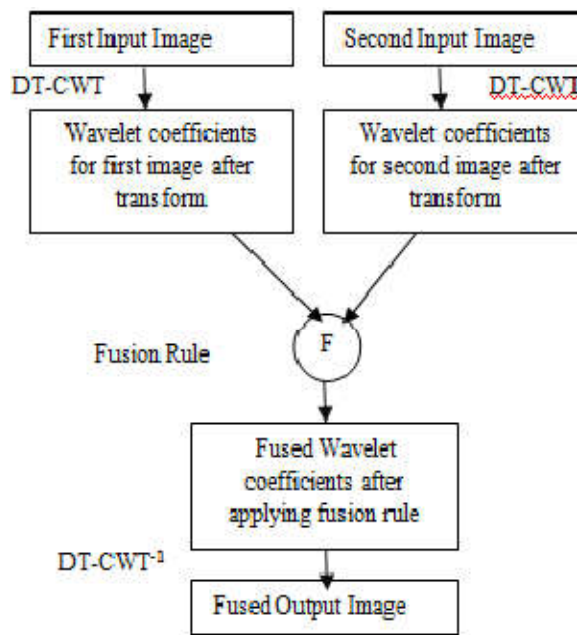 First Input Image
Second Input Image
DT-CWT
DT-CWT
Wavelet coefficients
for first image after
transform
Wavelet coefficients
for second image after
transform
F
Fusion Rule
Fused Wavelet
coefficients after
applying fusion rule
DT-CWT⁻¹
Fused Output Image